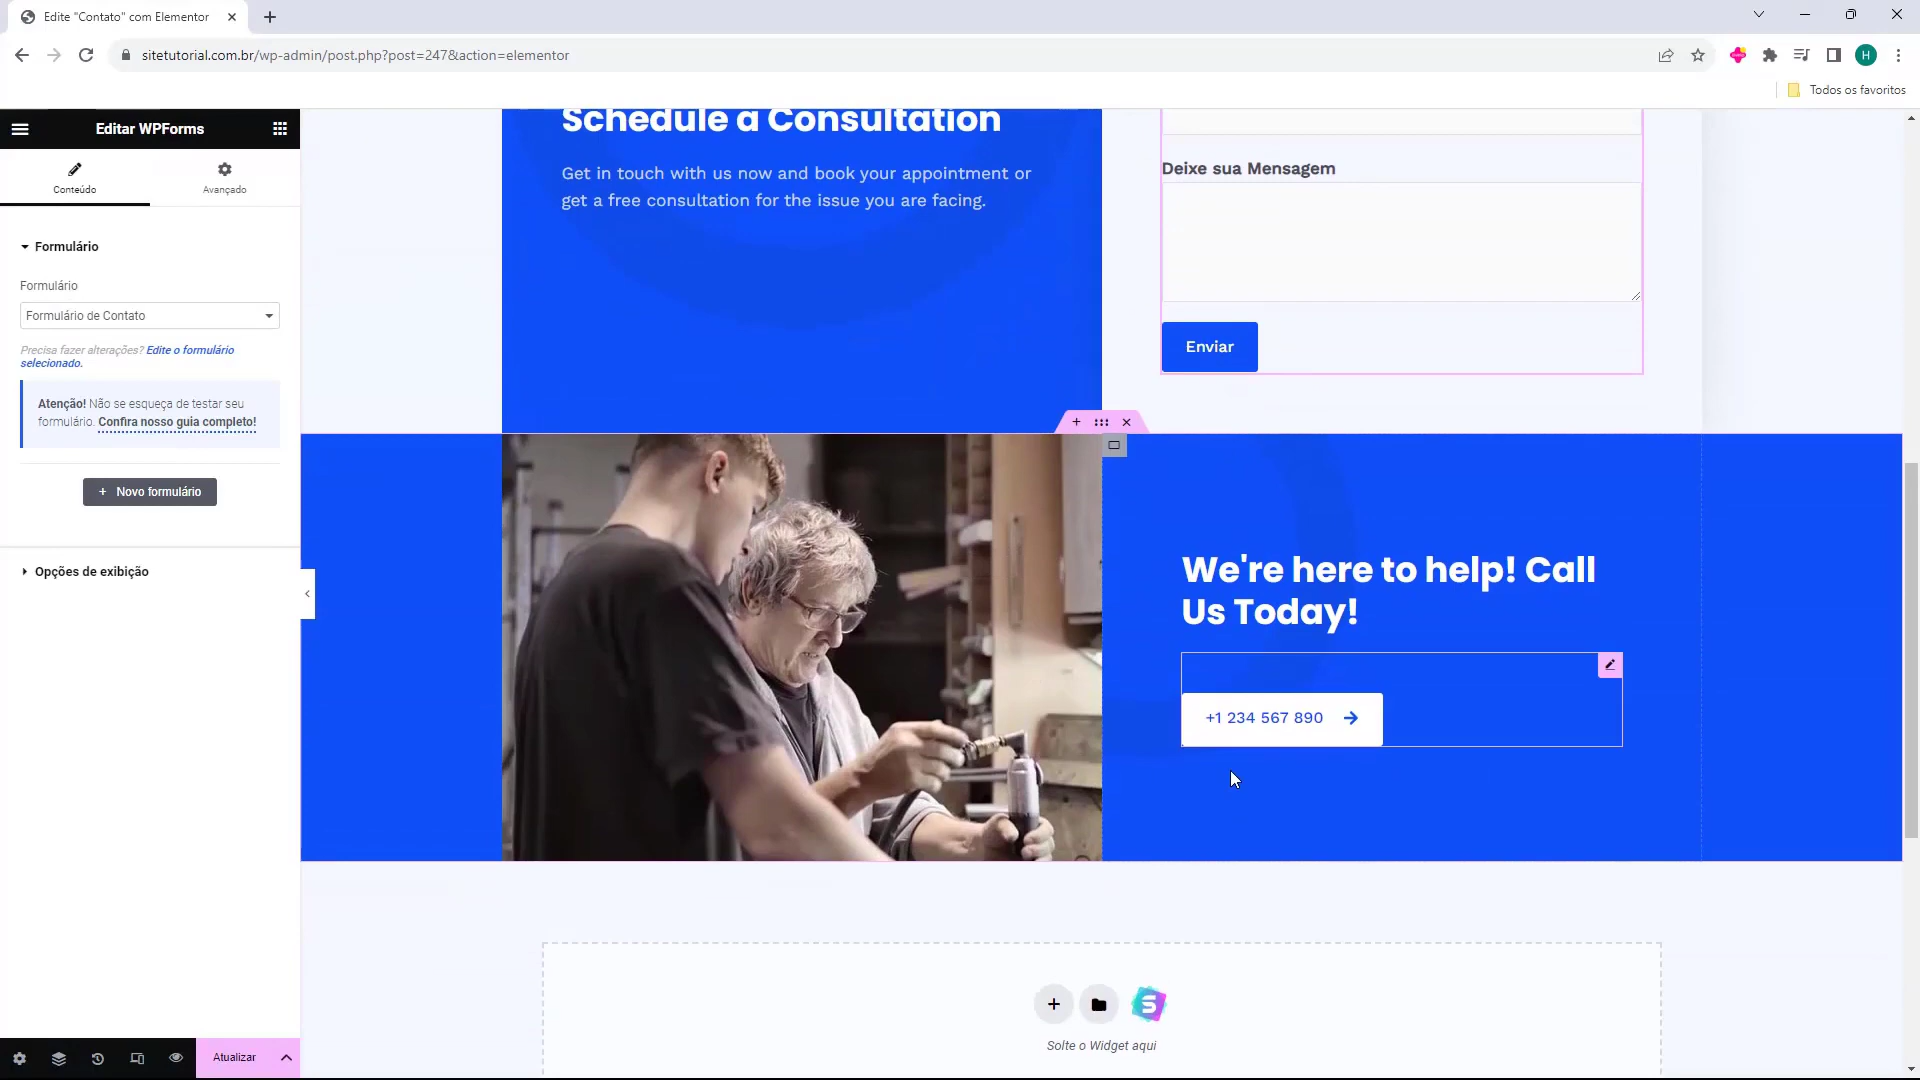 Edite "Contato" com Elementor
sitetutorial.com.br/wp-admin/post.php?post=247&action=elementor
H
Todos os favoritos
Editar WPForms
Conteúdo
Avançado
Formulário
Formulário
Formulário de Contato
Precisa fazer alterações? Edite o formulário
selecionado.
Atenção! Não se esqueça de testar seu
formulário. Confira nosso guia completo!
+ Novo formulário
Opções de exibição
Atualizar
Schedule a Consultation
Get in touch with us now and book your appointment or
get a free consultation for the issue you are facing.
Deixe sua Mensagem
Enviar
We're here to help! Call
Us Today!
+1 234 567 890
Solte o Widget aqui